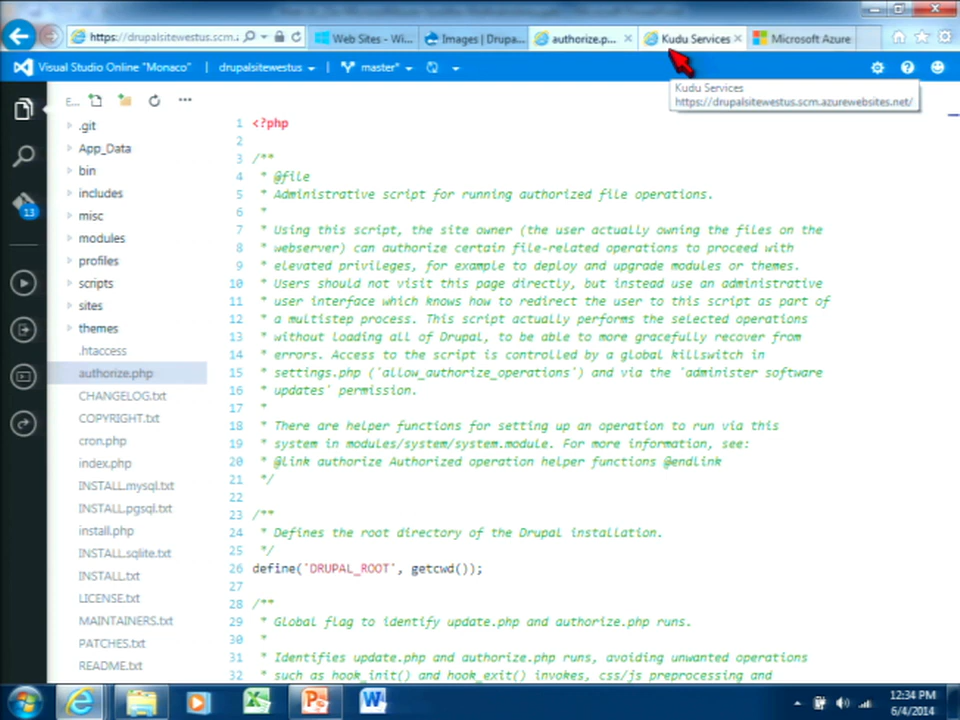 https://drupalsitewestus.scm.
Web Sites - Wi...
Images | Drupa...
authorize.p...
Kudu Services
Microsoft Azure
Visual Studio Online "Monaco"
drupalsitewestus
master*
Kudu Services
https://drupalsitewestus.scm.azurewebsites.net/
E...
13
.git
App_Data
bin
includes
misc
modules
profiles
scripts
sites
themes
.htaccess
authorize.php
CHANGELOG.txt
COPYRIGHT.txt
cron.php
index.php
INSTALL.mysql.txt
INSTALL.pgsql.txt
install.php
INSTALL.sqlite.txt
INSTALL.txt
LICENSE.txt
MAINTAINERS.txt
PATCHES.txt
README.txt
1 <?php
2
3 /**
4 * @file
5 * Administrative script for running authorized file operations.
6 *
7 * Using this script, the site owner (the user actually owning the files on the
8 * webserver) can authorize certain file-related operations to proceed with
9 * elevated privileges, for example to deploy and upgrade modules or themes.
10 * Users should not visit this page directly, but instead use an administrative
11 * user interface which knows how to redirect the user to this script as part of
12 * a multistep process. This script actually performs the selected operations
13 * without loading all of Drupal, to be able to more gracefully recover from
14 * errors. Access to the script is controlled by a global killswitch in
15 * settings.php ('allow_authorize_operations') and via the 'administer software
16 * updates' permission.
17 *
18 * There are helper functions for setting up an operation to run via this
19 * system in modules/system/system.module. For more information, see:
20 * @link authorize Authorized operation helper functions @endlink
21 */
22
23 /**
24 * Defines the root directory of the Drupal installation.
25 */
26 define('DRUPAL_ROOT', getcwd());
27
28 /**
29 * Global flag to identify update.php and authorize.php runs.
30 *
31 * Identifies update.php and authorize.php runs, avoiding unwanted operations
32 * such as hook_init() and hook_exit() invokes, css/js preprocessing and
12:34 PM
6/4/2014